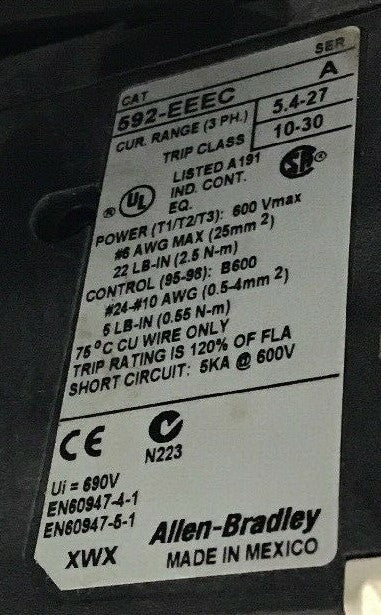 CAT SER
592-EEEC A
CUR. RANGE (3 PH.) 5.4-27
TRIP CLASS 10-30
LISTED A191
IND. CONT.
EQ.
® UL SA ®
POWER (T1/T2/T3): 600 Vmax
#6 AWG MAX (25mm 2)
22 LB-IN (2.5 N-m)
CONTROL (95-98): B600
#24-#10 AWG (0.5-4mm 2)
5 LB-IN (0.55 N-m)
75 °C CU WIRE ONLY
TRIP RATING IS 120% OF FLA
SHORT CIRCUIT: 5KA @ 600V
CE
N223
Ui = 690V
EN60947-4-1
EN60947-5-1
XWX Allen-Bradley
MADE IN MEXICO